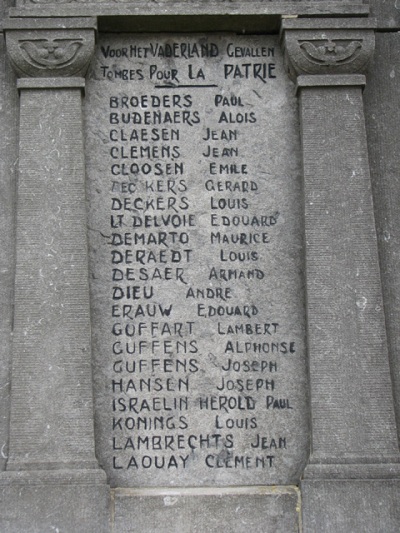 VOOR HET VADERLAND GEVALLEN
TOMBES POUR LA PATRIE
BROEDERS PAUL
BUDENAERS ALOIS
CLAESEN JEAN
CLEMENS JEAN
CLOOSEN EMILE
DECKERS GERARD
DECKERS LOUIS
LT DELVOIE EDOUARD
DEMARTO MAURICE
DERAEDT LOUIS
DESAER ARMAND
DIEU ANDRE
ERAUW EDOUARD
GUFFART LAMBERT
GUFFENS ALPHONSE
GUFFENS JOSEPH
HANSEN JOSEPH
ISRAELIN HEROLD PAUL
KONINGS LOUIS
LAMBRECHTS JEAN
LAOUAY CLEMENT